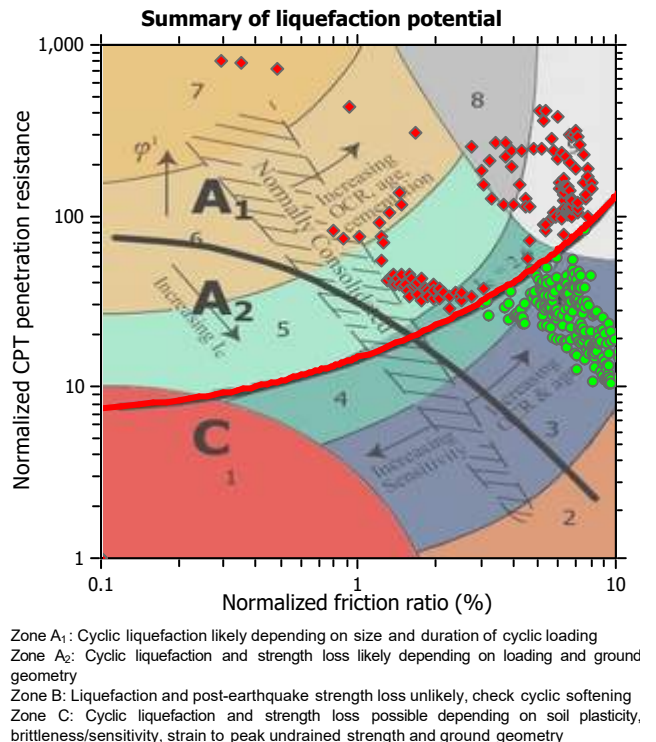 Summary of liquefaction potential
1,000
100
10
1
Normalized CPT penetration resistance
7
8
φ'
A1
Normally Consolidated
Increasing
OCR, age,
cementation
6
A2
Increasing Ic
5
4
C
1
Increasing
Sensitivity
Increasing
OCR & age
3
2
0.1
1
10
Normalized friction ratio (%)
Zone A1: Cyclic liquefaction likely depending on size and duration of cyclic loading
Zone A2: Cyclic liquefaction and strength loss likely depending on loading and ground
geometry
Zone B: Liquefaction and post-earthquake strength loss unlikely, check cyclic softening
Zone C: Cyclic liquefaction and strength loss possible depending on soil plasticity,
brittleness/sensitivity, strain to peak undrained strength and ground geometry